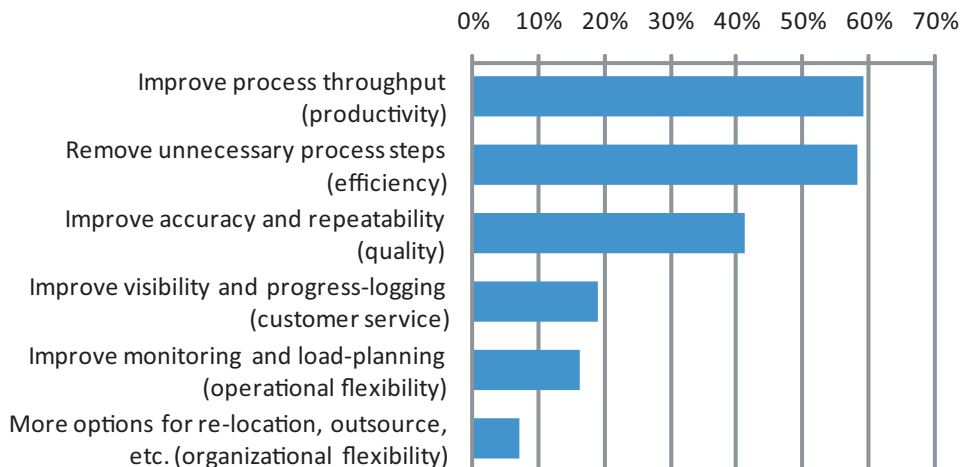 0% 10% 20% 30% 40% 50% 60% 70%
Improve process throughput
(productivity)
Remove unnecessary process steps
(efficiency)
Improve accuracy and repeatability
(quality)
Improve visibility and progress-logging
(customer service)
Improve monitoring and load-planning
(operational flexibility)
More options for re-location, outsource,
etc. (organizational flexibility)